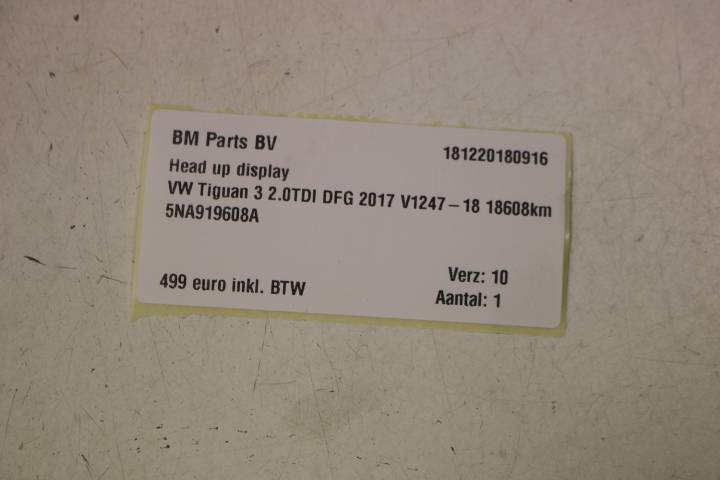 BM Parts BV 181220180916
Head up display
VW Tiguan 3 2.0TDI DFG 2017 V1247-18 18608km
5NA919608A
499 euro inkl. BTW Verz: 10
Aantal: 1